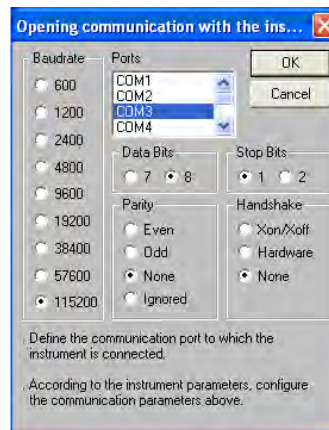 Opening communication with the ins...
Baudrate
600
1200
2400
4800
9600
19200
38400
57600
115200
Ports
COM1
COM2
COM3
COM4
OK
Cancel
Data Bits
7 8
Stop Bits
1 2
Parity
Even
Odd
None
Ignored
Handshake
Xon/Xoff
Hardware
None
. Define the communication port to which the
instrument is connected.
. According to the instrument parameters, configure
the communication parameters above.